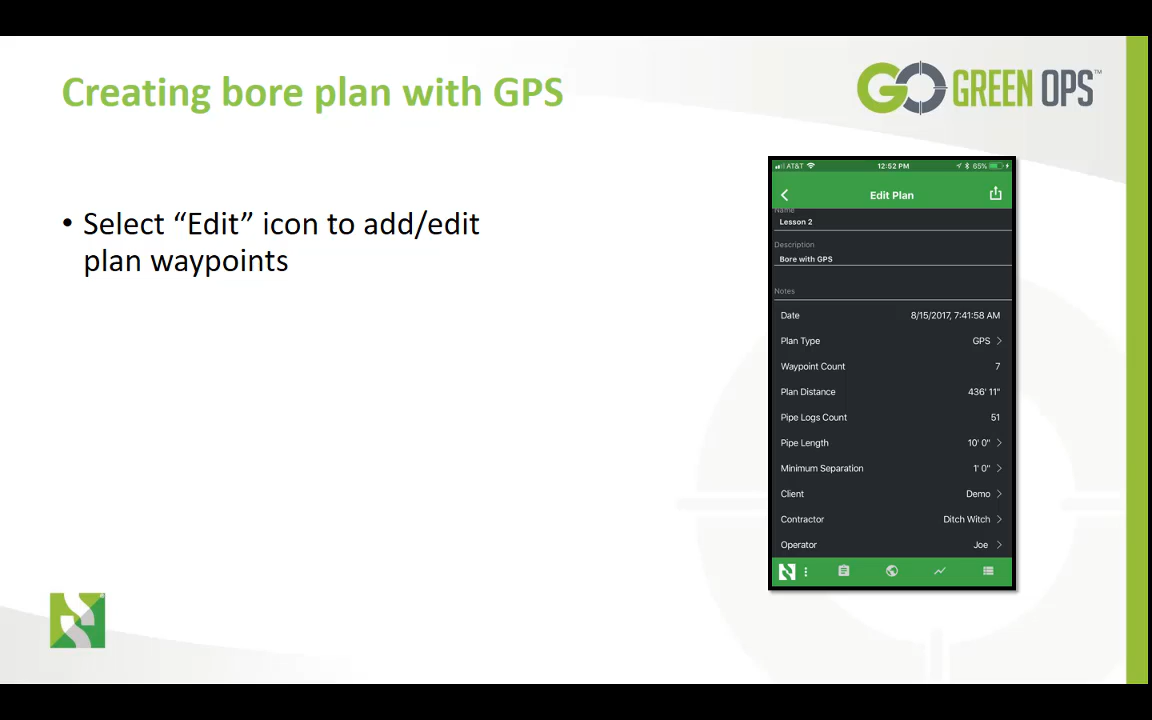 Creating bore plan with GPS
GO GREEN OPS™
• Select “Edit” icon to add/edit
plan waypoints
AT&T 12:52 PM 65%
Edit Plan
Name
Lesson 2
Description
Bore with GPS
Notes
Date 8/15/2017, 7:41:58 AM
Plan Type GPS
Waypoint Count 7
Plan Distance 436' 11"
Pipe Logs Count 51
Pipe Length 10' 0"
Minimum Separation 1' 0"
Client Demo
Contractor Ditch Witch
Operator Joe